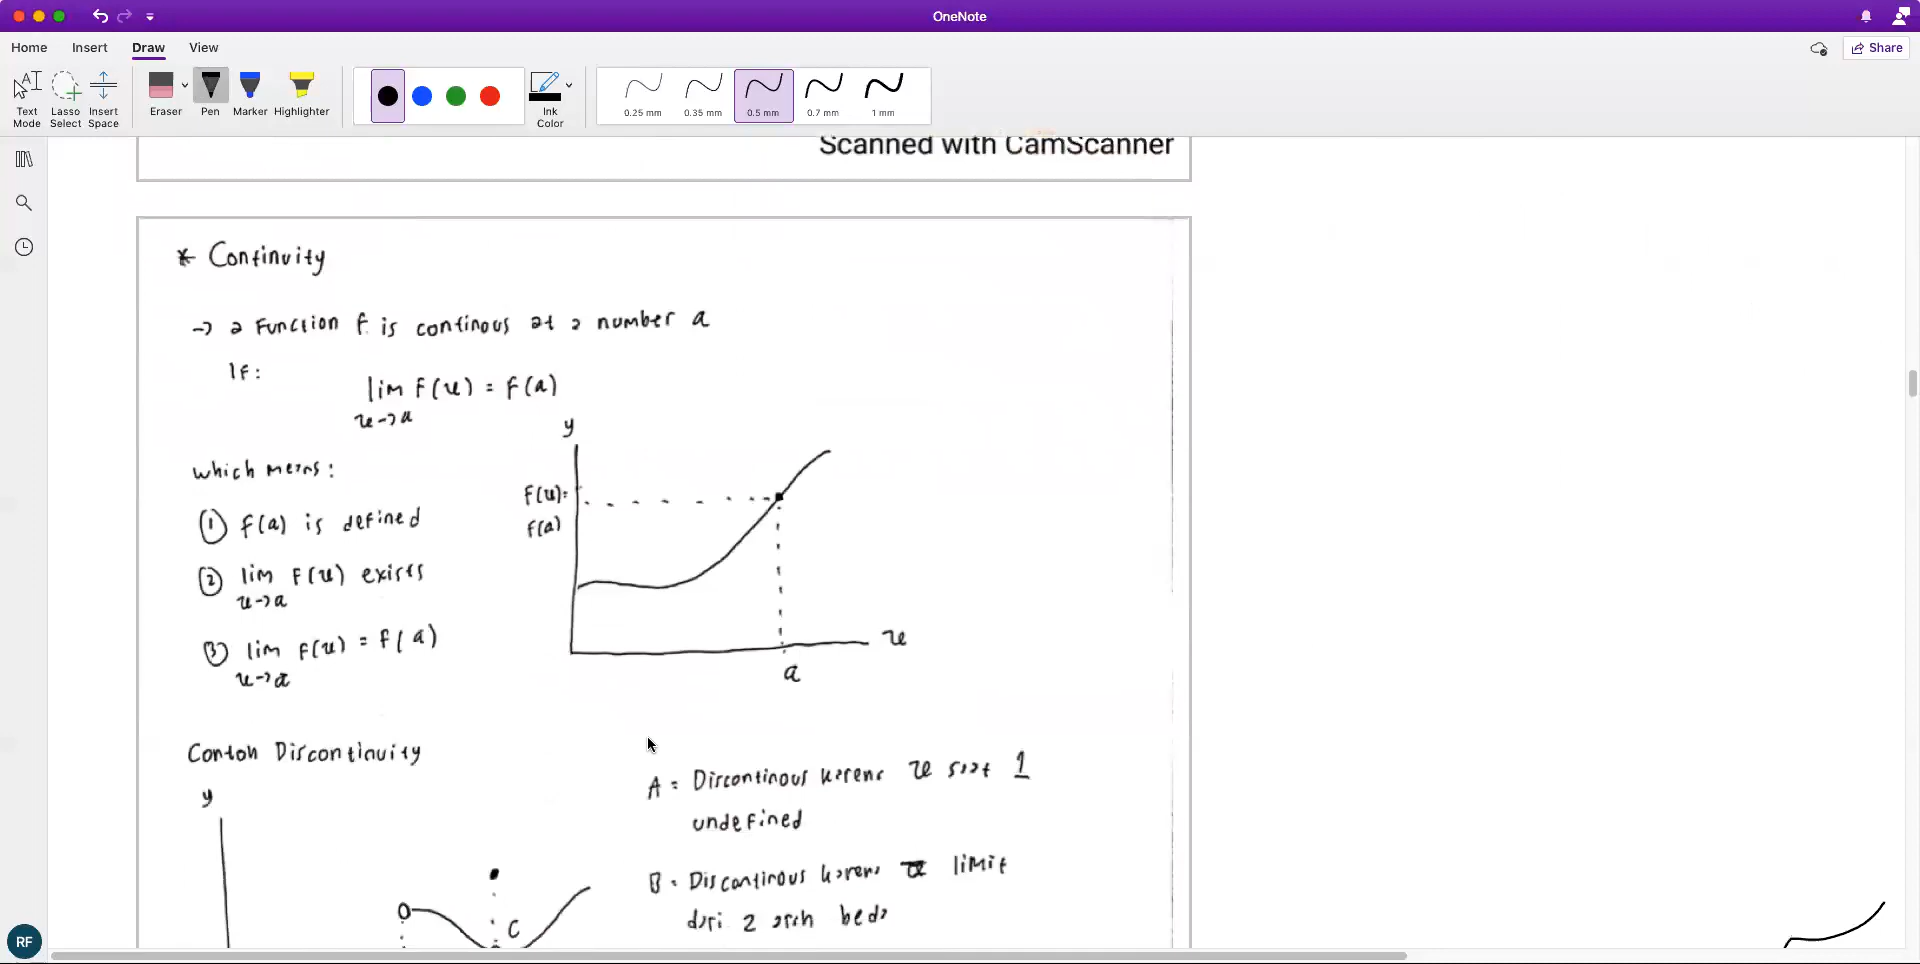 OneNote
Home Insert Draw View
Share
Text Mode
Lasso Select
Insert Space
Eraser
Pen
Marker
Highlighter
Ink Color
0.25 mm
0.35 mm
0.5 mm
0.7 mm
1 mm
Scanned with CamScanner
* Continuity
→ a function f is continous at a number a
If:
lim f(x) = f(a)
x→a
which means:
① f(a) is defined
② lim f(x) exists
x→a
③ lim f(x) = f(a)
x→a
y
f(x)=
f(a)
x
a
Contoh Discontinuity
y
C
A = Discontinous karena x saat 1
undefined
B = Discontinous karena limit
dari 2 arah beda
RF